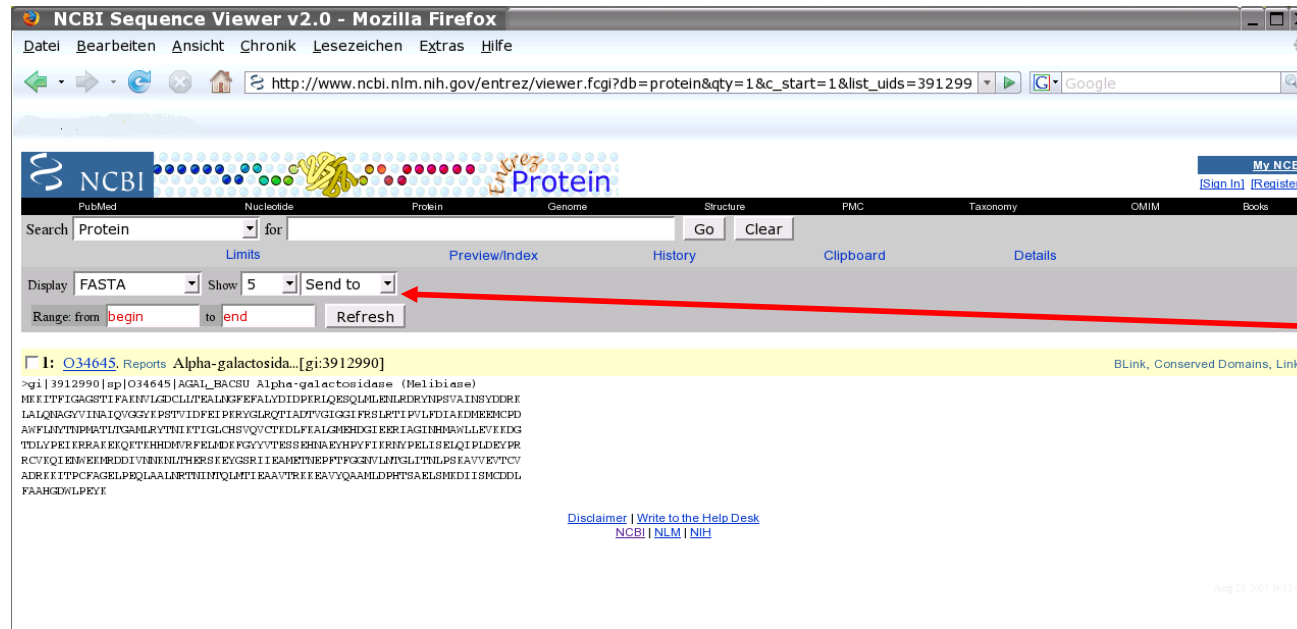 NCBI Sequence Viewer v2.0 - Mozilla Firefox
Datei Bearbeiten Ansicht Chronik Lesezeichen Extras Hilfe
http://www.ncbi.nlm.nih.gov/entrez/viewer.fcgi?db=protein&qty=1&c_start=1&list_uids=391299 G Google
NCBI Entrez Protein My NCB
[Sign In] [Register
PubMed Nucleotide Protein Genome Structure PMC Taxonomy OMIM Books
Search Protein for Go Clear
Limits Preview/Index History Clipboard Details
Display FASTA Show 5 Send to
Range: from begin to end Refresh
1: O34645. Reports Alpha-galactosida...[gi:3912990] BLink, Conserved Domains, Link
>gi|3912990|sp|O34645|AGAL_BACSU Alpha-galactosidase (Melibiase)
MKKITFIGAGSTIFAKNVLGDCLLTEALNGFEFALYDIDPKRLQESQLMLENLRDRYNPSVAINSYDDRK
LALQNAGYVINAIQVGGYKPSTVIDFEIPKRYGLRQTIADTVGIGGIFRSLRTIPVLFDIAKDMEEMCPD
AWFLNYTNPMATLTGAMLRYTNIKTIGLCHSVQVCTKDLFKALGMEHDGIEERIAGINHMAWLLEVKKDG
TDLYPEIKRRAKEKQKTKHHDMVRFELMDKFGYYVTESSEHNAEYHPYFIKRNYPELISELQIPLDEYPR
RCVKQIENWEKMRDDIVNNKNLTHERSKEYGSRIIEAMETNEPFTFGGNVLNTGLITNLPSKAVVEVTCV
ADRKKITPCFAGELPEQLAALNRTNINTQLMTIEAAVTRKKEAVYQAAMLDPHTSAELSMKDIISMCDDL
FAAHGDWLPEYK
Disclaimer | Write to the Help Desk
NCBI | NLM | NIH